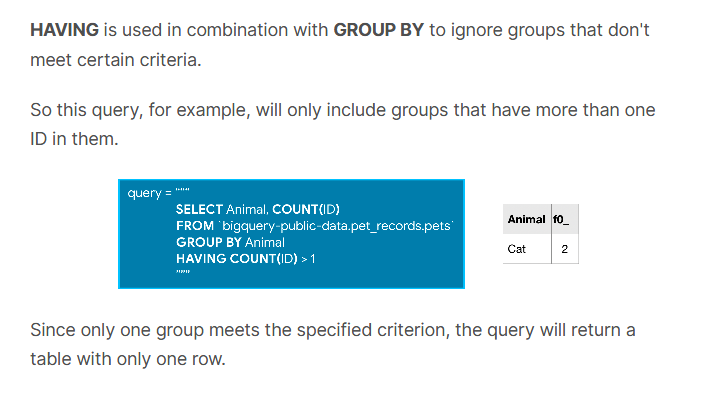 HAVING is used in combination with GROUP BY to ignore groups that don't
meet certain criteria.
So this query, for example, will only include groups that have more than one
ID in them.
query = """
SELECT Animal, COUNT(ID)
FROM `bigquery-public-data.pet_records.pets`
GROUP BY Animal
HAVING COUNT(ID) > 1
"""
Animal f0_
Cat 2
Since only one group meets the specified criterion, the query will return a
table with only one row.